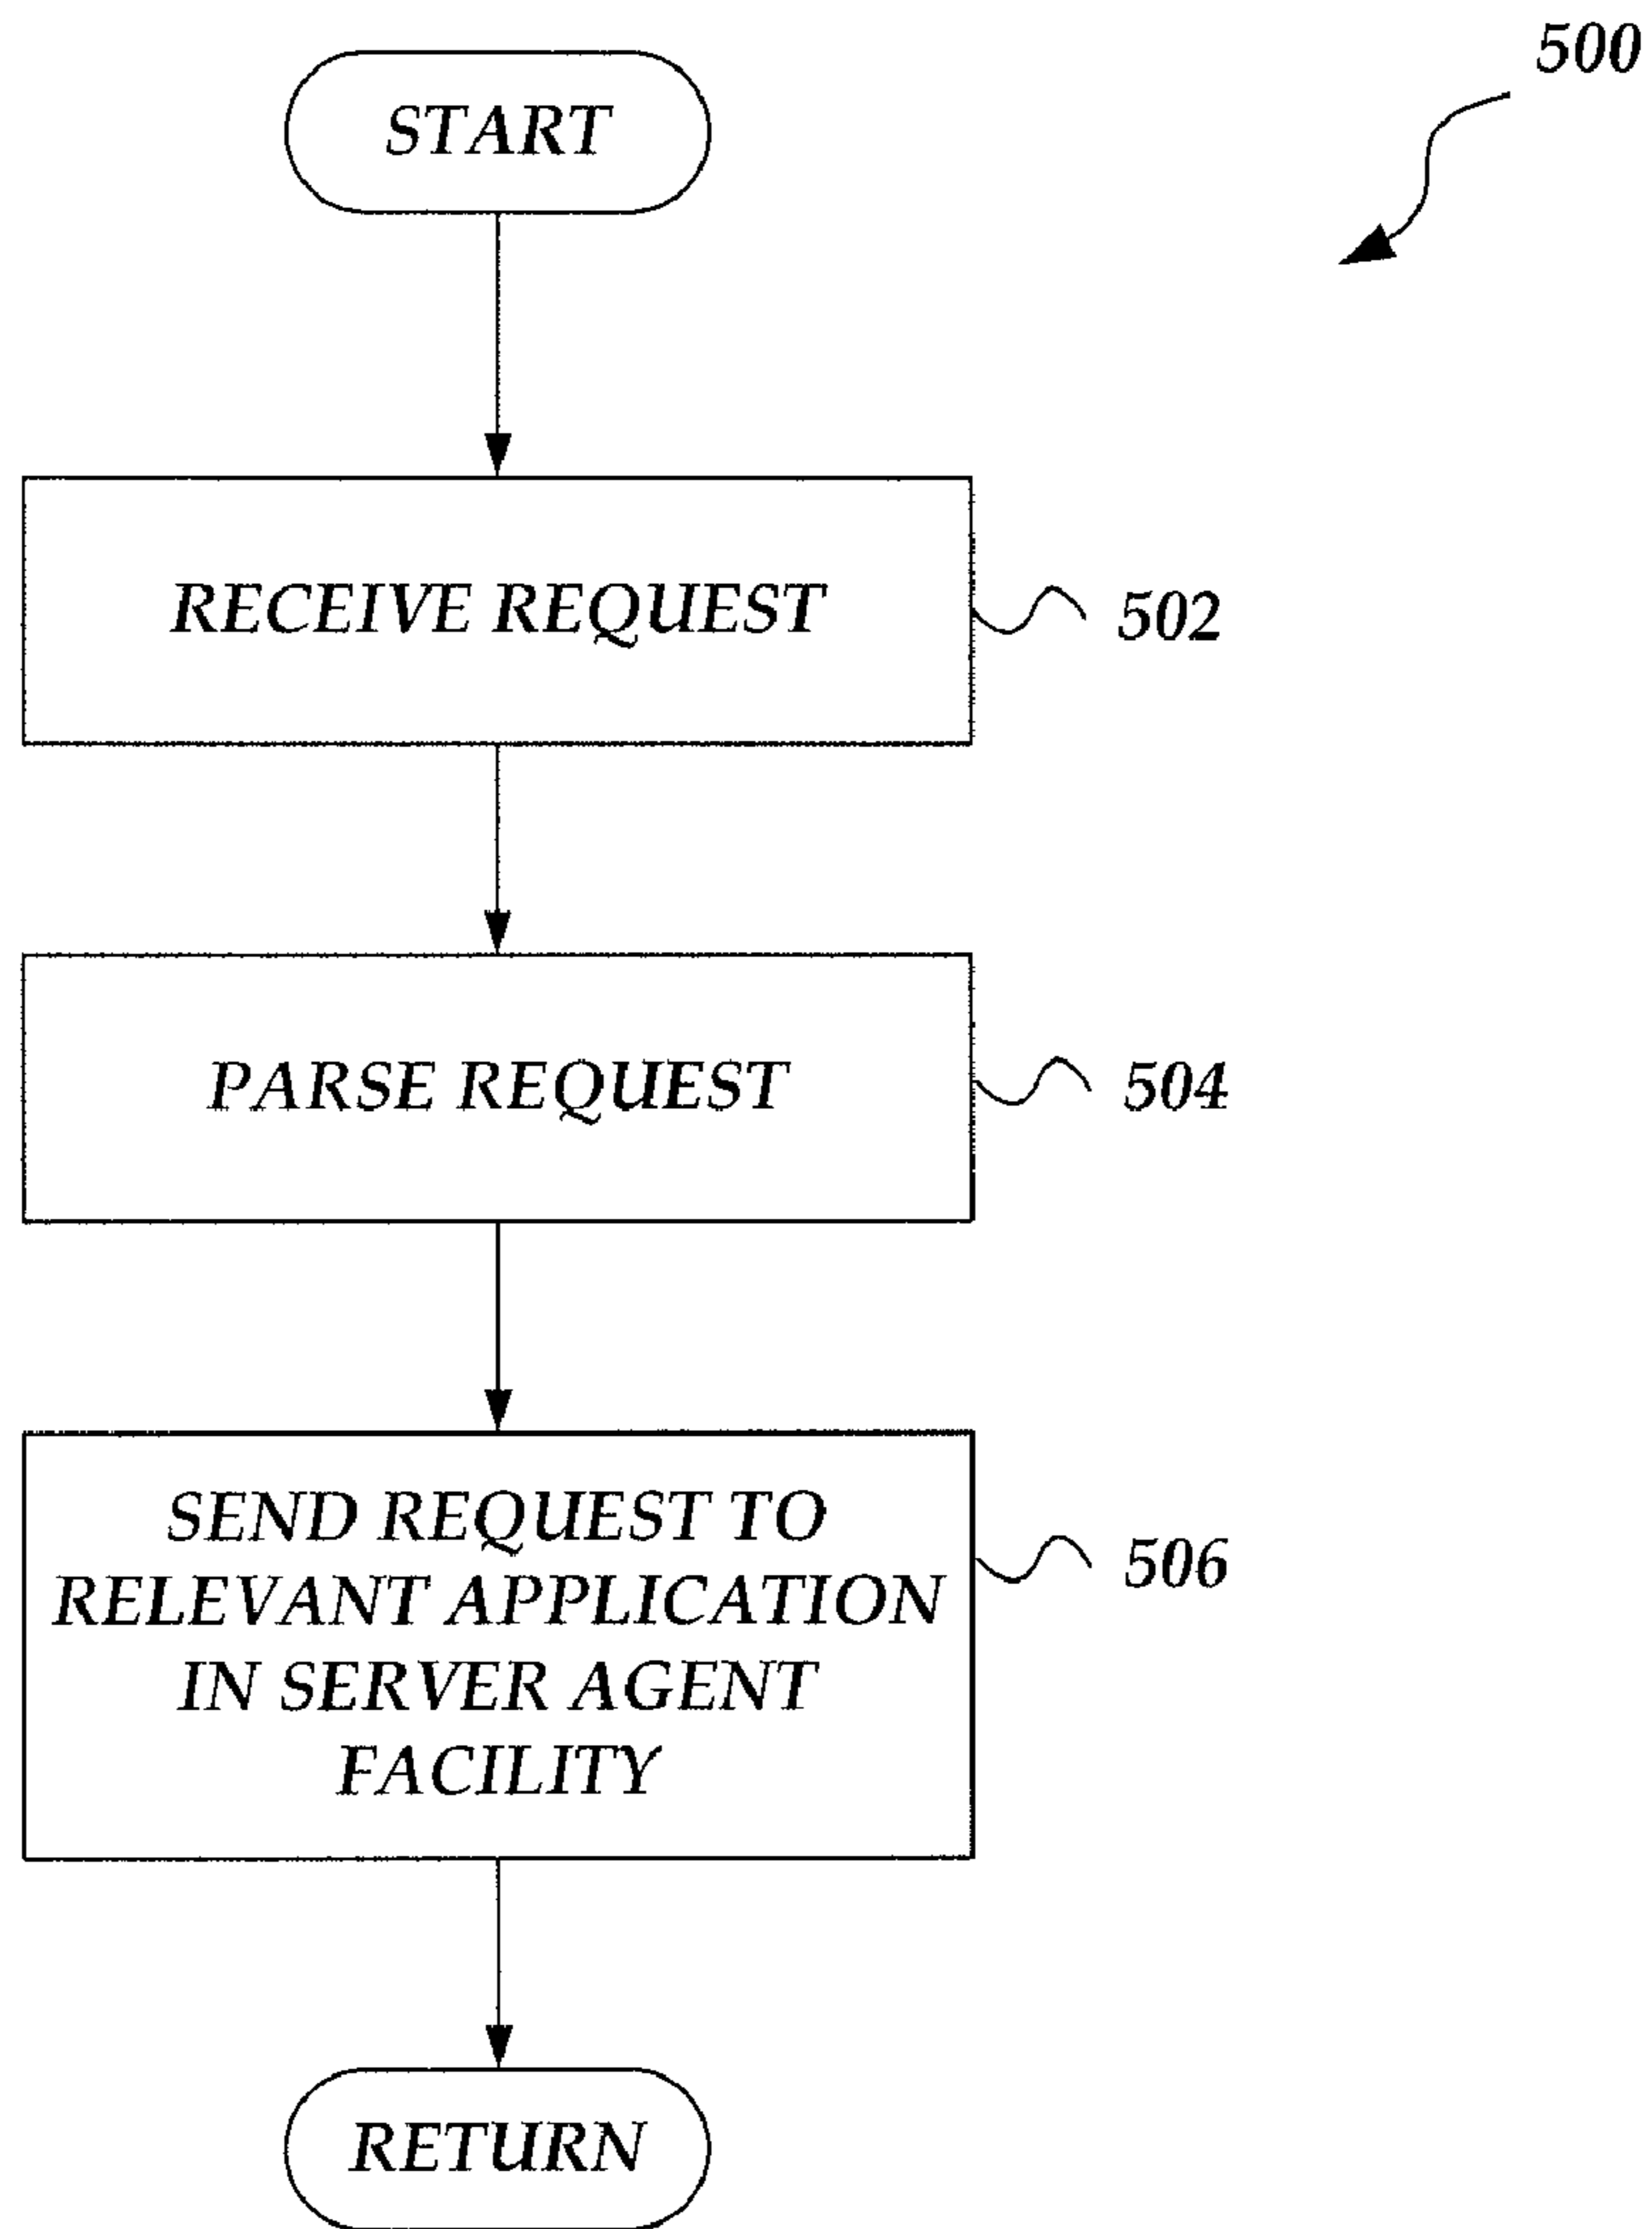 500
START
RECEIVE REQUEST
502
PARSE REQUEST
504
SEND REQUEST TO
RELEVANT APPLICATION
IN SERVER AGENT
FACILITY
506
RETURN